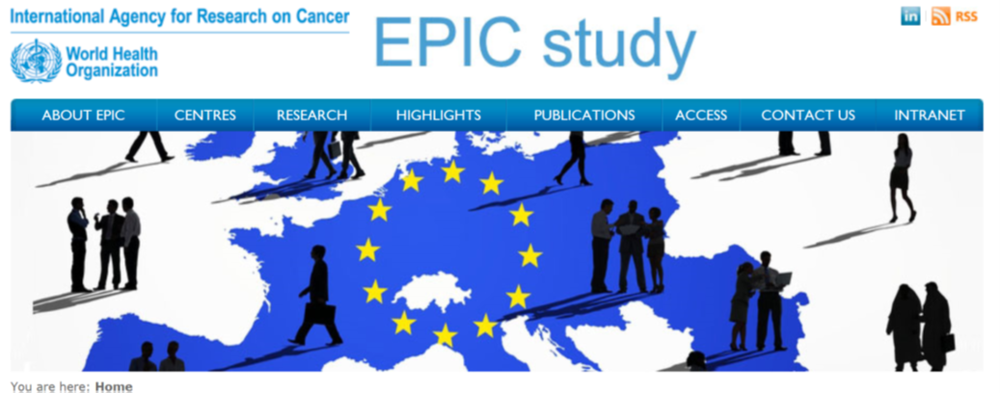 International Agency for Research on Cancer
World Health
Organization
EPIC study
RSS
ABOUT EPIC CENTRES RESEARCH HIGHLIGHTS PUBLICATIONS ACCESS CONTACT US INTRANET
You are here: Home